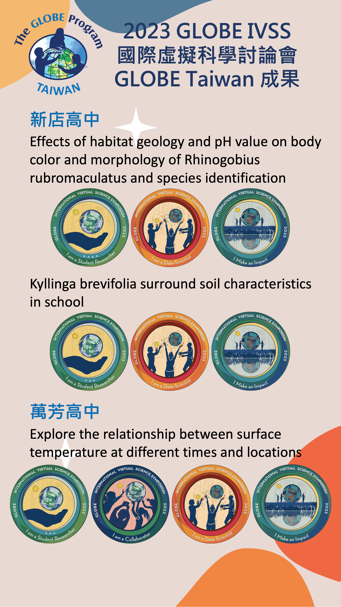 The GLOBE Program
TAIWAN
2023 GLOBE IVSS
國際虛擬科學討論會
GLOBE Taiwan 成果
新店高中
Effects of habitat geology and pH value on body
color and morphology of Rhinogobius
rubromaculatus and species identification
GLOBE INTERNATIONAL VIRTUAL SCIENCE SYMPOSIUM 2023
I am a Student Researcher
GLOBE INTERNATIONAL VIRTUAL SCIENCE SYMPOSIUM 2023
I am a Data Scientist
GLOBE INTERNATIONAL VIRTUAL SCIENCE SYMPOSIUM 2023
I Make an Impact
Kyllinga brevifolia surround soil characteristics
in school
GLOBE INTERNATIONAL VIRTUAL SCIENCE SYMPOSIUM 2023
I am a Student Researcher
GLOBE INTERNATIONAL VIRTUAL SCIENCE SYMPOSIUM 2023
I am a Data Scientist
GLOBE INTERNATIONAL VIRTUAL SCIENCE SYMPOSIUM 2023
I Make an Impact
萬芳高中
Explore the relationship between surface
temperature at different times and locations
GLOBE INTERNATIONAL VIRTUAL SCIENCE SYMPOSIUM 2023
I am a Student Researcher
GLOBE INTERNATIONAL VIRTUAL SCIENCE SYMPOSIUM 2023
I am a Collaborator
GLOBE INTERNATIONAL VIRTUAL SCIENCE SYMPOSIUM 2023
I am a Data Scientist
GLOBE INTERNATIONAL VIRTUAL SCIENCE SYMPOSIUM 2023
I Make an Impact